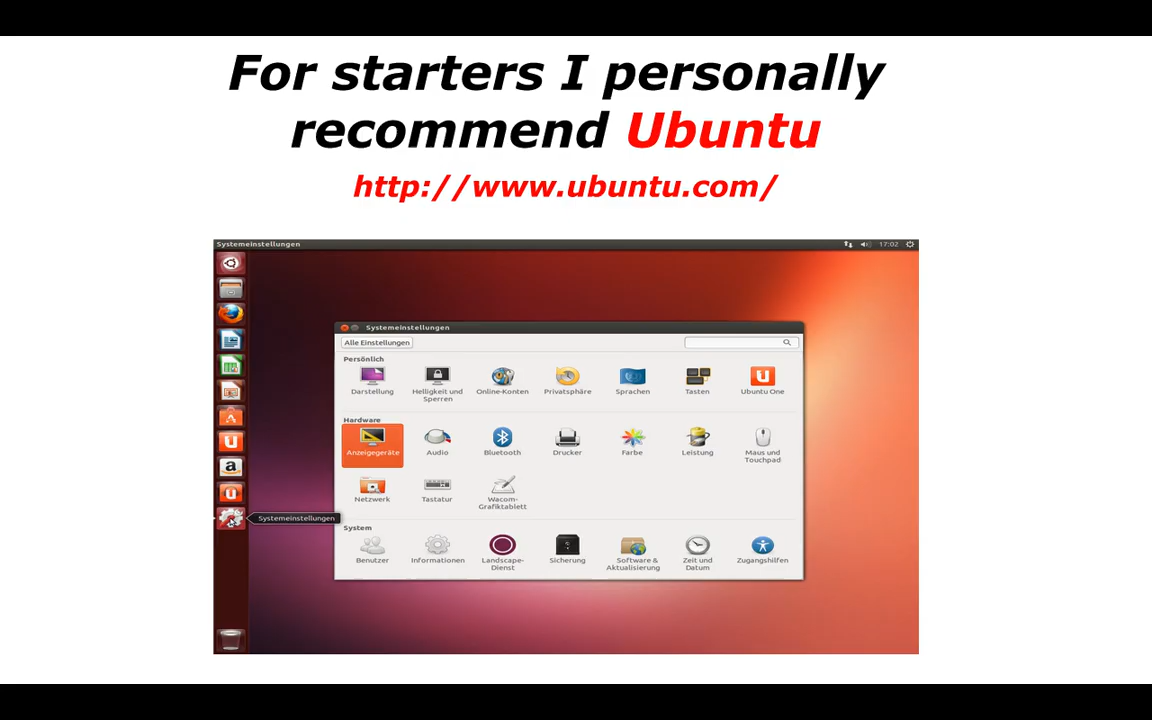 For starters I personally
recommend Ubuntu
http://www.ubuntu.com/
Systemeinstellungen
17:02
Systemeinstellungen
Alle Einstellungen
Persönlich
Darstellung
Helligkeit und
Sperren
Online-Konten
Privatsphäre
Sprachen
Tasten
Ubuntu One
Hardware
Anzeigegeräte
Audio
Bluetooth
Drucker
Farbe
Leistung
Maus und
Touchpad
Netzwerk
Tastatur
Wacom-
Grafiktablett
Systemeinstellungen
System
Benutzer
Informationen
Landscape-
Dienst
Sicherung
Software &
Aktualisierung
Zeit und
Datum
Zugangshilfen